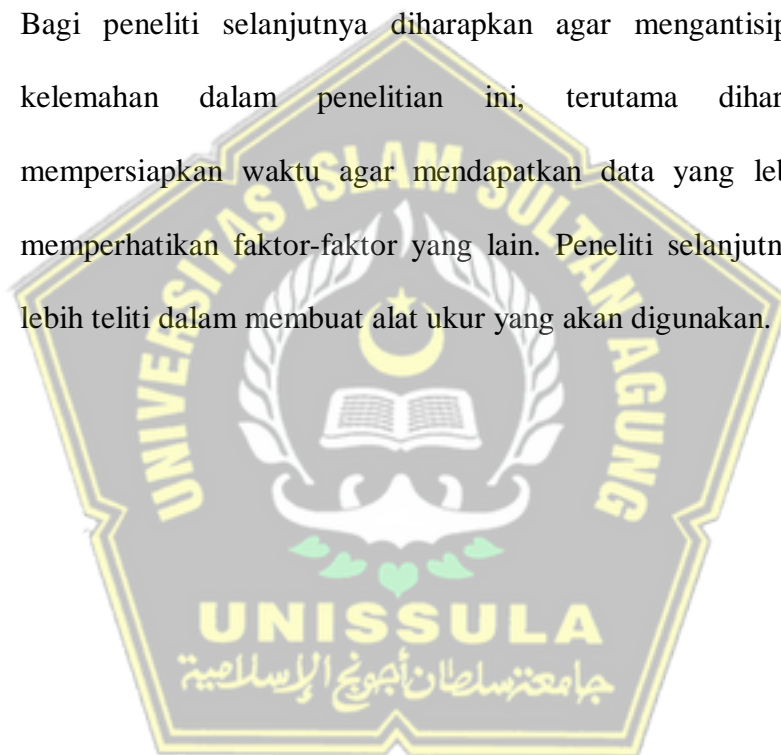 Bagi peneliti selanjutnya diharapkan agar mengantisip
kelemahan dalam penelitian ini, terutama dihar
mempersiapkan waktu agar mendapatkan data yang leb
memperhatikan faktor-faktor yang lain. Peneliti selanjutn
lebih teliti dalam membuat alat ukur yang akan digunakan.
UNIVERSITAS ISLAM SULTAN AGUNG
UNISSULA
جامعتنسلطان أجونج الإسلامية